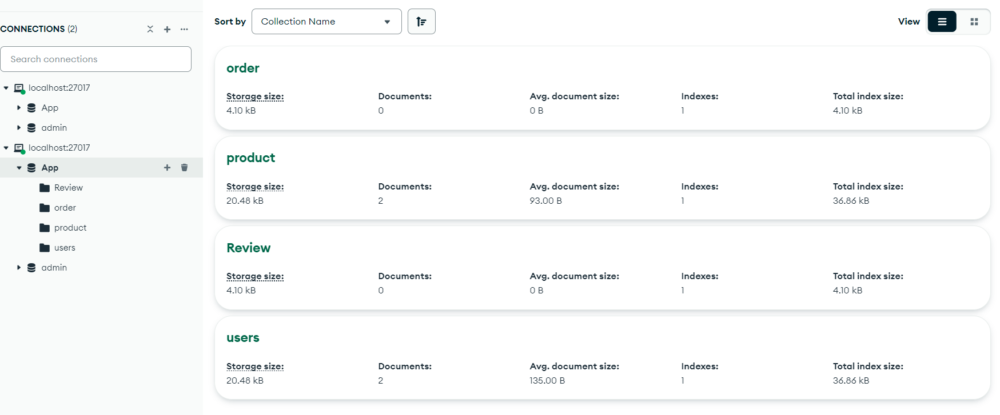 CONNECTIONS (2)
Search connections
localhost:27017
App
admin
localhost:27017
App
Review
order
product
users
admin
Sort by Collection Name View
order
Storage size: Documents: Avg. document size: Indexes: Total index size:
4.10 kB 0 0 B 1 4.10 kB
product
Storage size: Documents: Avg. document size: Indexes: Total index size:
20.48 kB 2 93.00 B 1 36.86 kB
Review
Storage size: Documents: Avg. document size: Indexes: Total index size:
4.10 kB 0 0 B 1 4.10 kB
users
Storage size: Documents: Avg. document size: Indexes: Total index size:
20.48 kB 2 135.00 B 1 36.86 kB